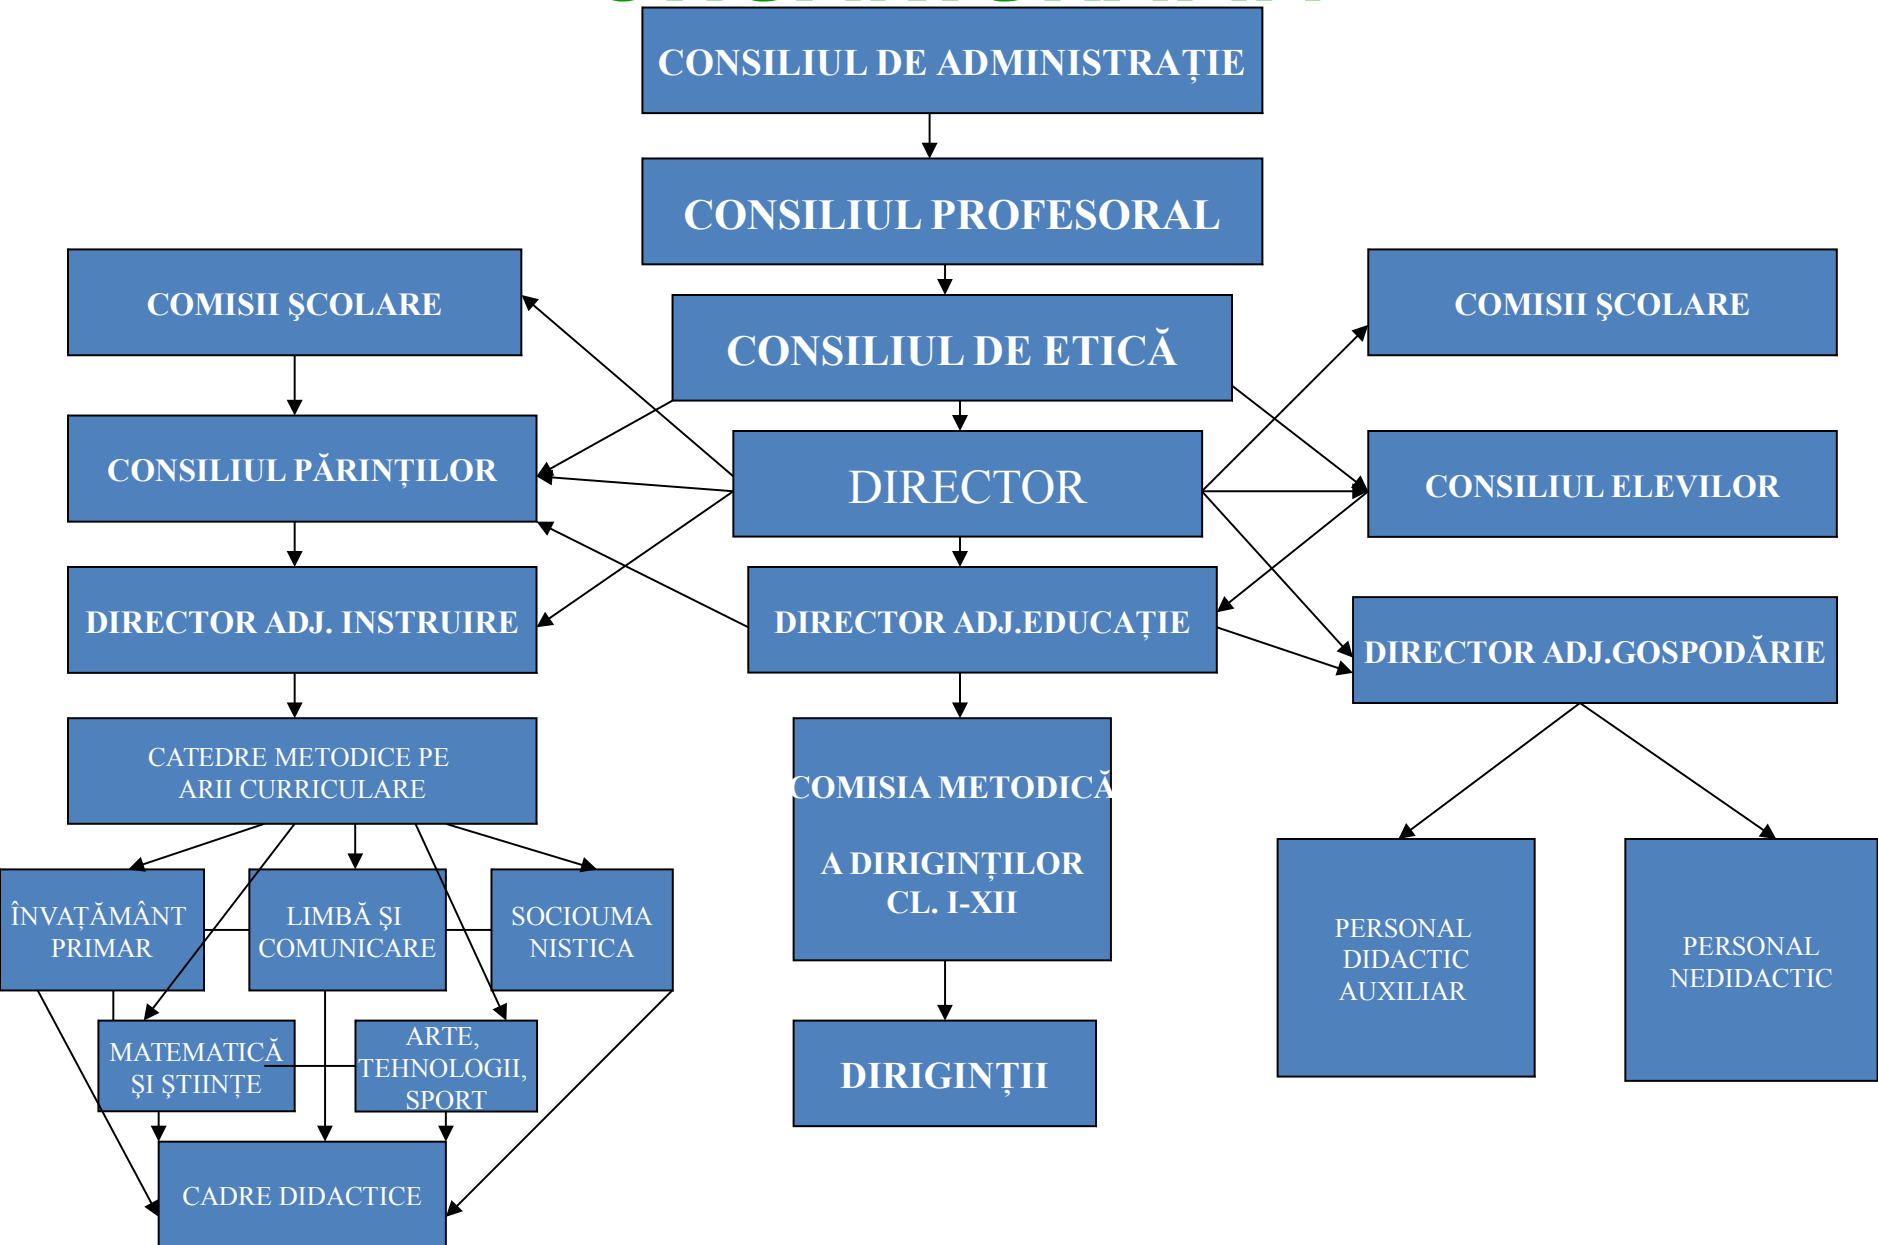 CONSILIUL DE ADMINISTRAȚIE
CONSILIUL PROFESORAL
COMISII ŞCOLARE
CONSILIUL DE ETICĂ
COMISII ŞCOLARE
CONSILIUL PĂRINȚILOR
DIRECTOR
CONSILIUL ELEVILOR
DIRECTOR ADJ. INSTRUIRE
DIRECTOR ADJ.EDUCAȚIE
DIRECTOR ADJ.GOSPODĂRIE
CATEDRE METODICE PE
ARII CURRICULARE
COMISIA METODICĂ
A DIRIGINȚILOR
CL. I-XII
ÎNVAȚĂMÂNT
PRIMAR
LIMBĂ ȘI
COMUNICARE
SOCIOUMA
NISTICA
PERSONAL
DIDACTIC
AUXILIAR
PERSONAL
NEDIDACTIC
MATEMATICĂ
ŞI ŞTIINȚE
ARTE,
TEHNOLOGII,
SPORT
DIRIGINȚII
CADRE DIDACTICE